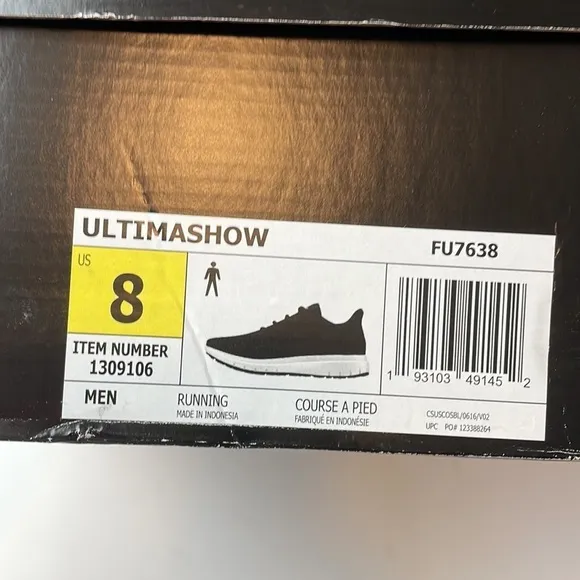 ULTIMASHOW
FU7638
US
8
ITEM NUMBER
1309106
1 93103 49145 2
MEN
RUNNING
MADE IN INDONESIA
COURSE A PIED
FABRIQUÉ EN INDONÉSIE
CSUSCOSBL/0616/V02
UPC PO# 123388264